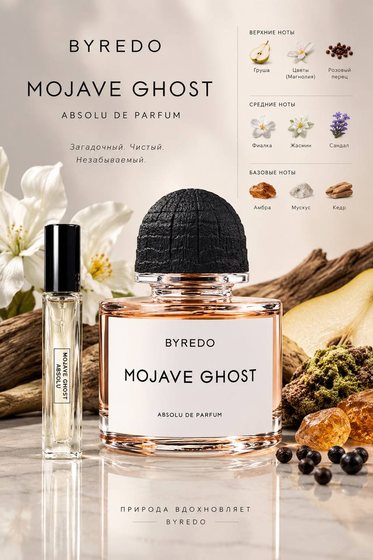 BYREDO
MOJAVE GHOST
ABSOLU DE PARFUM
Загадочный. Чистый.
Незабываемый.
ВЕРХНИЕ НОТЫ
Груша
Цветы
(Магнолия)
Розовый
перец
СРЕДНИЕ НОТЫ
Фиалка
Жасмин
Сандал
БАЗОВЫЕ НОТЫ
Амбра
Мускус
Кедр
MOJAVE GHOST
ABSOLU
BYREDO
MOJAVE GHOST
ABSOLU DE PARFUM
ПРИРОДА ВДОХНОВЛЯЕТ
BYREDO